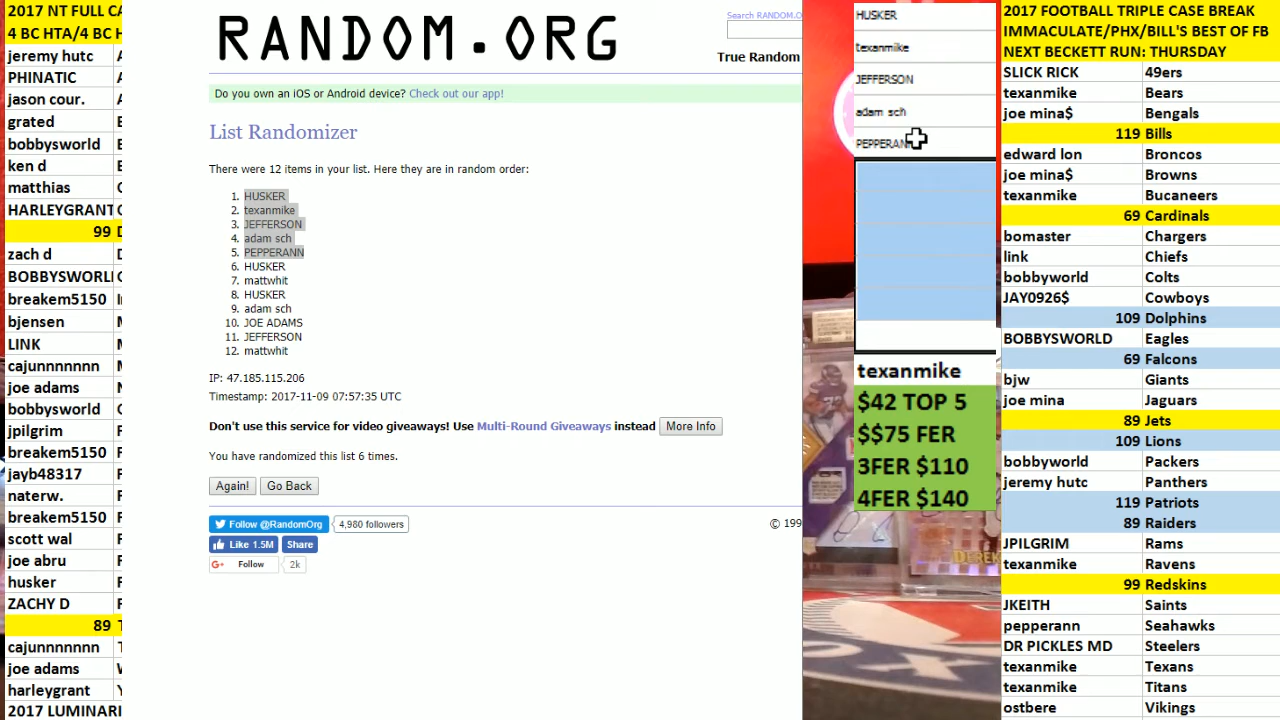 2017 NT FULL CA
4 BC HTA/4 BC H
jeremy hutc
PHINATIC
jason cour.
grated
bobbysworld
ken d
matthias
HARLEYGRANT
99
zach d
BOBBYSWORL
breakem5150
bjensen
LINK
cajunnnnnnn
joe adams
bobbysworld
jpilgrim
breakem5150
jayb48317
naterw.
breakem5150
scott wal
joe abru
husker
ZACHY D
89
cajunnnnnnn
joe adams
harleygrant
2017 LUMINARI
RANDOM.ORG
Search RANDOM.O
True Random
Do you own an iOS or Android device? Check out our app!
List Randomizer
There were 12 items in your list. Here they are in random order:
1. HUSKER
2. texanmike
3. JEFFERSON
4. adam sch
5. PEPPERANN
6. HUSKER
7. mattwhit
8. HUSKER
9. adam sch
10. JOE ADAMS
11. JEFFERSON
12. mattwhit
IP: 47.185.115.206
Timestamp: 2017-11-09 07:57:35 UTC
Don't use this service for video giveaways! Use Multi-Round Giveaways instead More Info
You have randomized this list 6 times.
Again! Go Back
Follow @RandomOrg 4,980 followers
Like 1.5M Share
G+ Follow 2k
© 199
HUSKER
texanmike
JEFFERSON
adam sch
PEPPERANN
texanmike
$42 TOP 5
$$75 FER
3FER $110
4FER $140
DEREK
2017 FOOTBALL TRIPLE CASE BREAK
IMMACULATE/PHX/BILL'S BEST OF FB
NEXT BECKETT RUN: THURSDAY
SLICK RICK 49ers
texanmike Bears
joe mina$ Bengals
119 Bills
edward lon Broncos
joe mina$ Browns
texanmike Bucaneers
69 Cardinals
bomaster Chargers
link Chiefs
bobbyworld Colts
JAY0926$ Cowboys
109 Dolphins
BOBBYSWORLD Eagles
69 Falcons
bjw Giants
joe mina Jaguars
89 Jets
109 Lions
bobbyworld Packers
jeremy hutc Panthers
119 Patriots
89 Raiders
JPILGRIM Rams
texanmike Ravens
99 Redskins
JKEITH Saints
pepperann Seahawks
DR PICKLES MD Steelers
texanmike Texans
texanmike Titans
ostbere Vikings